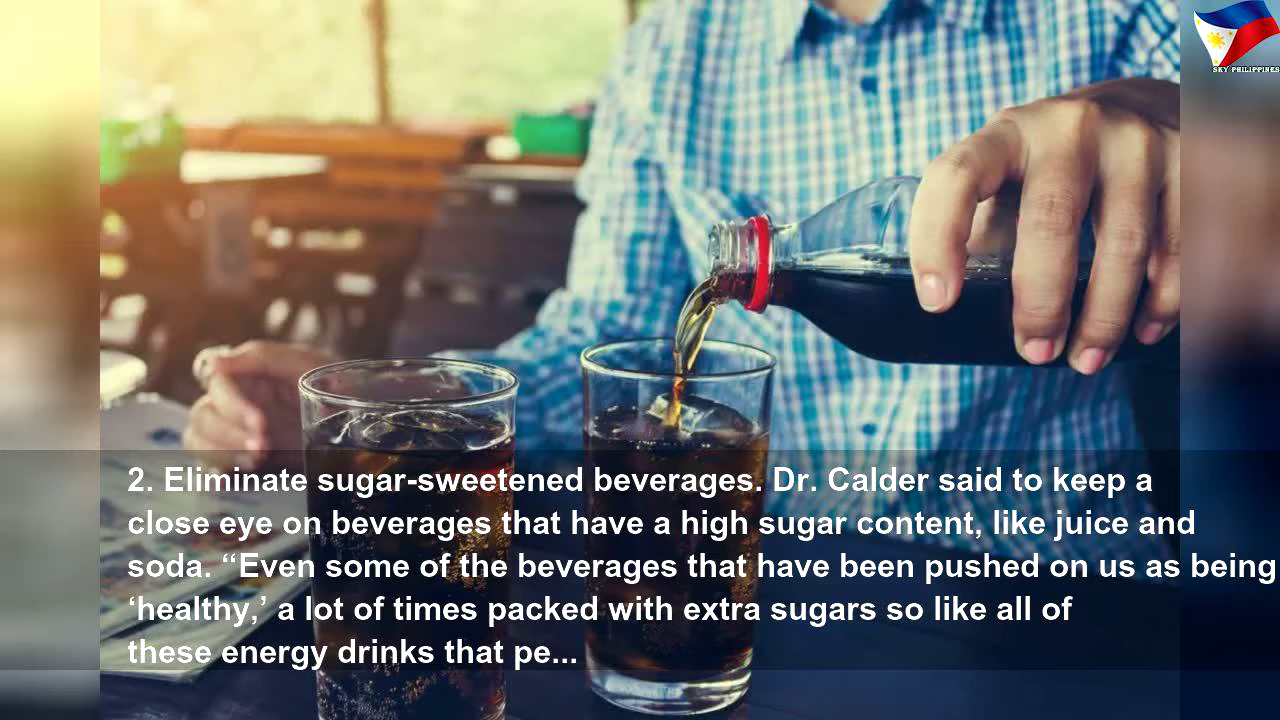 SKY PHILIPPINES
2. Eliminate sugar-sweetened beverages. Dr. Calder said to keep a
close eye on beverages that have a high sugar content, like juice and
soda. “Even some of the beverages that have been pushed on us as being
‘healthy,’ a lot of times packed with extra sugars so like all of
these energy drinks that pe...